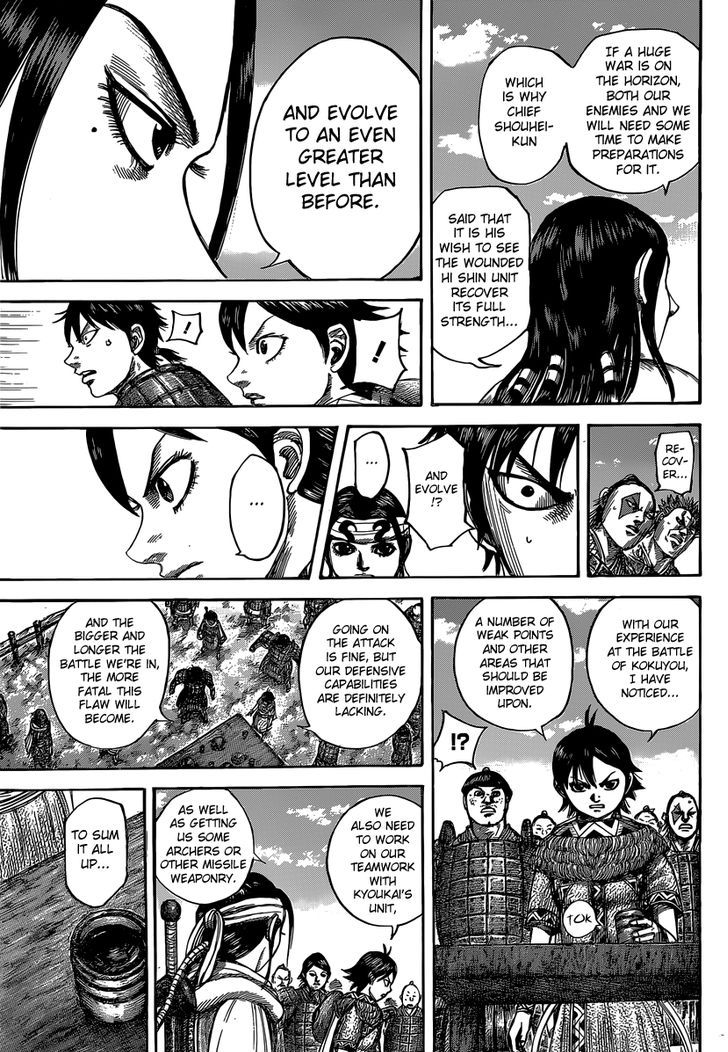 IF A HUGE
WAR IS ON
THE HORIZON,
BOTH OUR
ENEMIES AND WE
WILL NEED SOME
TIME TO MAKE
PREPARATIONS
FOR IT.
WHICH
IS WHY
CHIEF
SHOUHEI-
KUN
SAID THAT
IT IS HIS
WISH TO SEE
THE WOUNDED
HI SHIN UNIT
RECOVER
ITS FULL
STRENGTH...
AND EVOLVE
TO AN EVEN
GREATER
LEVEL THAN
BEFORE.
!
!
RE-
COV-
ER...
AND
EVOLVE
!?
...
...
WITH OUR
EXPERIENCE
AT THE BATTLE
OF KOKUYOU,
I HAVE
NOTICED...
A NUMBER OF
WEAK POINTS
AND OTHER
AREAS THAT
SHOULD BE
IMPROVED
UPON.
!?
TOK
GOING ON
THE ATTACK
IS FINE, BUT
OUR DEFENSIVE
CAPABILITIES
ARE DEFINITELY
LACKING.
AND THE
BIGGER AND
LONGER THE
BATTLE WE'RE IN,
THE MORE
FATAL THIS
FLAW WILL
BECOME.
WE
ALSO NEED
TO WORK
ON OUR
TEAMWORK
WITH
KYOUKAI'S
UNIT,
AS WELL
AS GETTING
US SOME
ARCHERS OR
OTHER MISSILE
WEAPONRY.
TO SUM
IT ALL
UP...